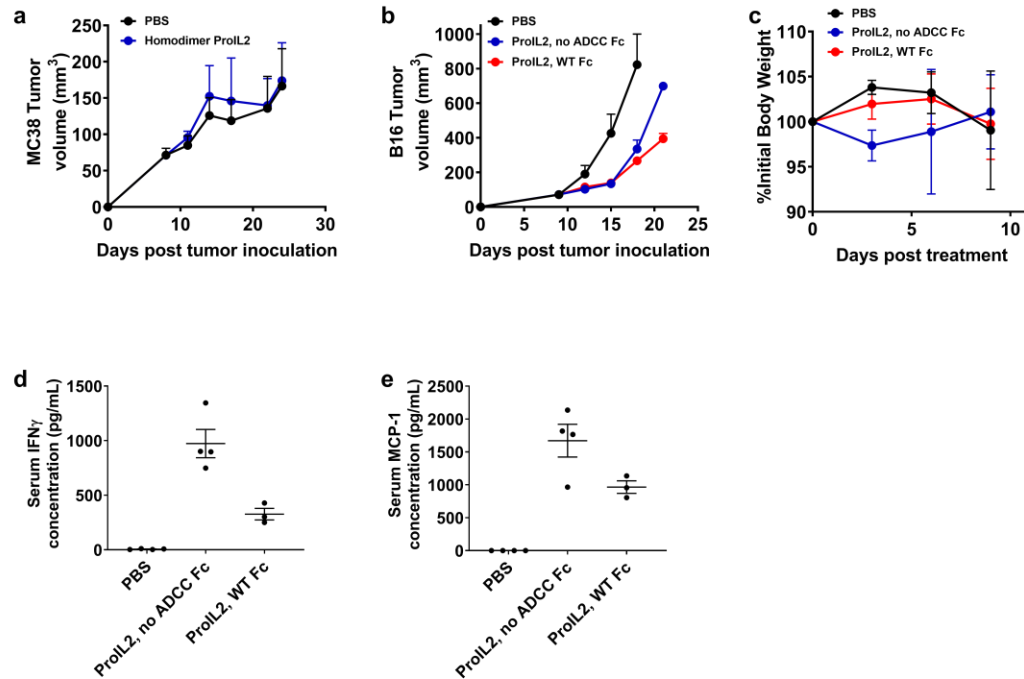 a
PBS
Homodimer ProIL2
MC38 Tumor
volume (mm3)
250
200
150
100
50
0
0 10 20 30
Days post tumor inoculation
b
PBS
ProIL2, no ADCC Fc
ProIL2, WT Fc
B16 Tumor
volume (mm3)
1000
800
600
400
200
0
0 5 10 15 20 25
Days post tumor inoculation
c
PBS
ProIL2, no ADCC Fc
ProIL2, WT Fc
%Initial Body Weight
110
105
100
95
90
0 5 10
Days post treatment
d
Serum IFNγ
concentration (pg/mL)
1500
1000
500
0
PBS
ProIL2, no ADCC Fc
ProIL2, WT Fc
e
Serum MCP-1
concentration (pg/mL)
2500
2000
1500
1000
500
0
PBS
ProIL2, no ADCC Fc
ProIL2, WT Fc